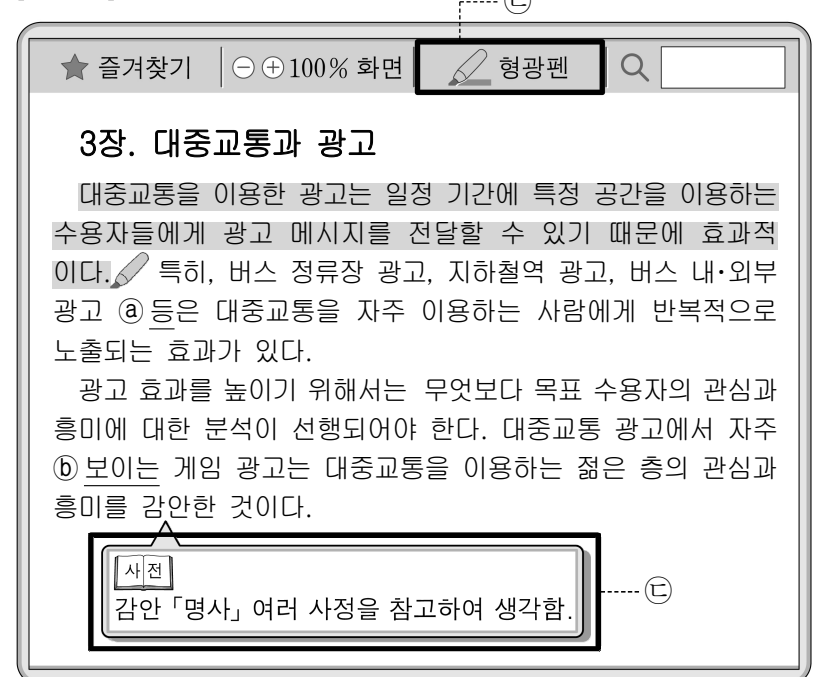 ㉡
즐겨찾기 ⊖⊕100% 화면 형광펜
3장. 대중교통과 광고
대중교통을 이용한 광고는 일정 기간에 특정 공간을 이용하는
수용자들에게 광고 메시지를 전달할 수 있기 때문에 효과적
이다. 특히, 버스 정류장 광고, 지하철역 광고, 버스 내·외부
광고 ⓐ등은 대중교통을 자주 이용하는 사람에게 반복적으로
노출되는 효과가 있다.
광고 효과를 높이기 위해서는 무엇보다 목표 수용자의 관심과
흥미에 대한 분석이 선행되어야 한다. 대중교통 광고에서 자주
ⓑ보이는 게임 광고는 대중교통을 이용하는 젊은 층의 관심과
흥미를 감안한 것이다.
사전
감안「명사」여러 사정을 참고하여 생각함.
㉢